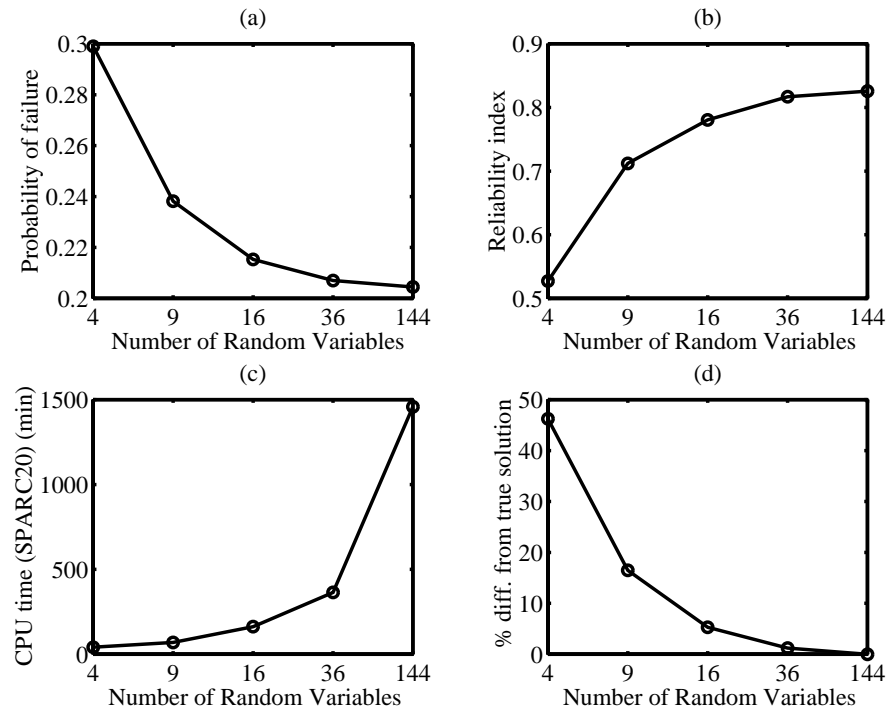 (a)
Probability of failure
0.3
0.28
0.26
0.24
0.22
0.2
4 9 16 36 144
Number of Random Variables
(b)
Reliability index
0.9
0.8
0.7
0.6
0.5
4 9 16 36 144
Number of Random Variables
(c)
CPU time (SPARC20) (min)
1500
1000
500
0
4 9 16 36 144
Number of Random Variables
(d)
% diff. from true solution
50
40
30
20
10
0
4 9 16 36 144
Number of Random Variables